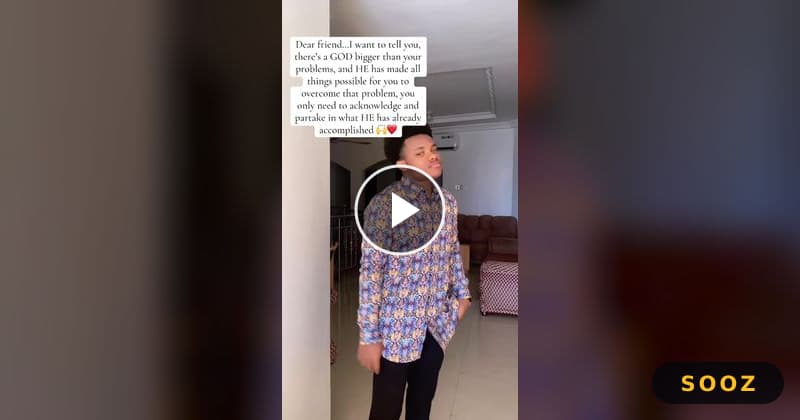 Dear friend...I want to tell you,
there's a GOD bigger than your
problems, and HE has made all
things possible for you to
overcome that problem, you
only need to acknowledge and
partake in what HE has already
accomplished 🙌❤️
SOOZ